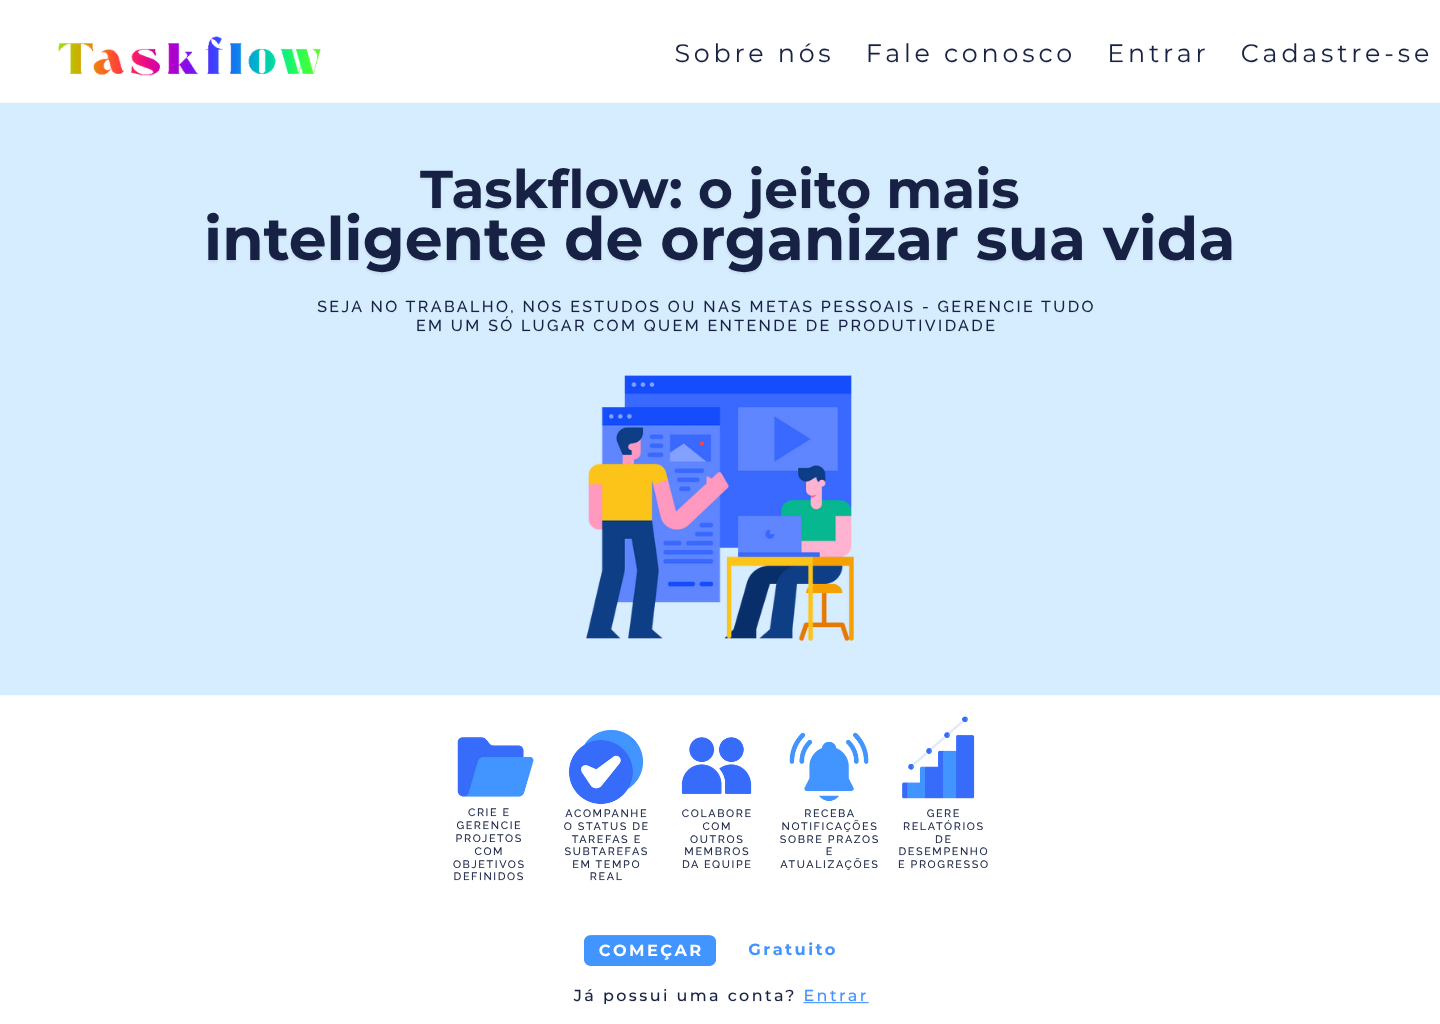 Taskflow
Sobre nós Fale conosco Entrar Cadastre-se
Taskflow: o jeito mais
inteligente de organizar sua vida
SEJA NO TRABALHO, NOS ESTUDOS OU NAS METAS PESSOAIS - GERENCIE TUDO
EM UM SÓ LUGAR COM QUEM ENTENDE DE PRODUTIVIDADE
CRIE E
GERENCIE
PROJETOS
COM
OBJETIVOS
DEFINIDOS
ACOMPANHE
O STATUS DE
TAREFAS E
SUBTAREFAS
EM TEMPO
REAL
COLABORE
COM
OUTROS
MEMBROS
DA EQUIPE
RECEBA
NOTIFICAÇÕES
SOBRE PRAZOS
E
ATUALIZAÇÕES
GERE
RELATÓRIOS
DE
DESEMPENHO
E PROGRESSO
COMEÇAR Gratuito
Já possui uma conta? Entrar